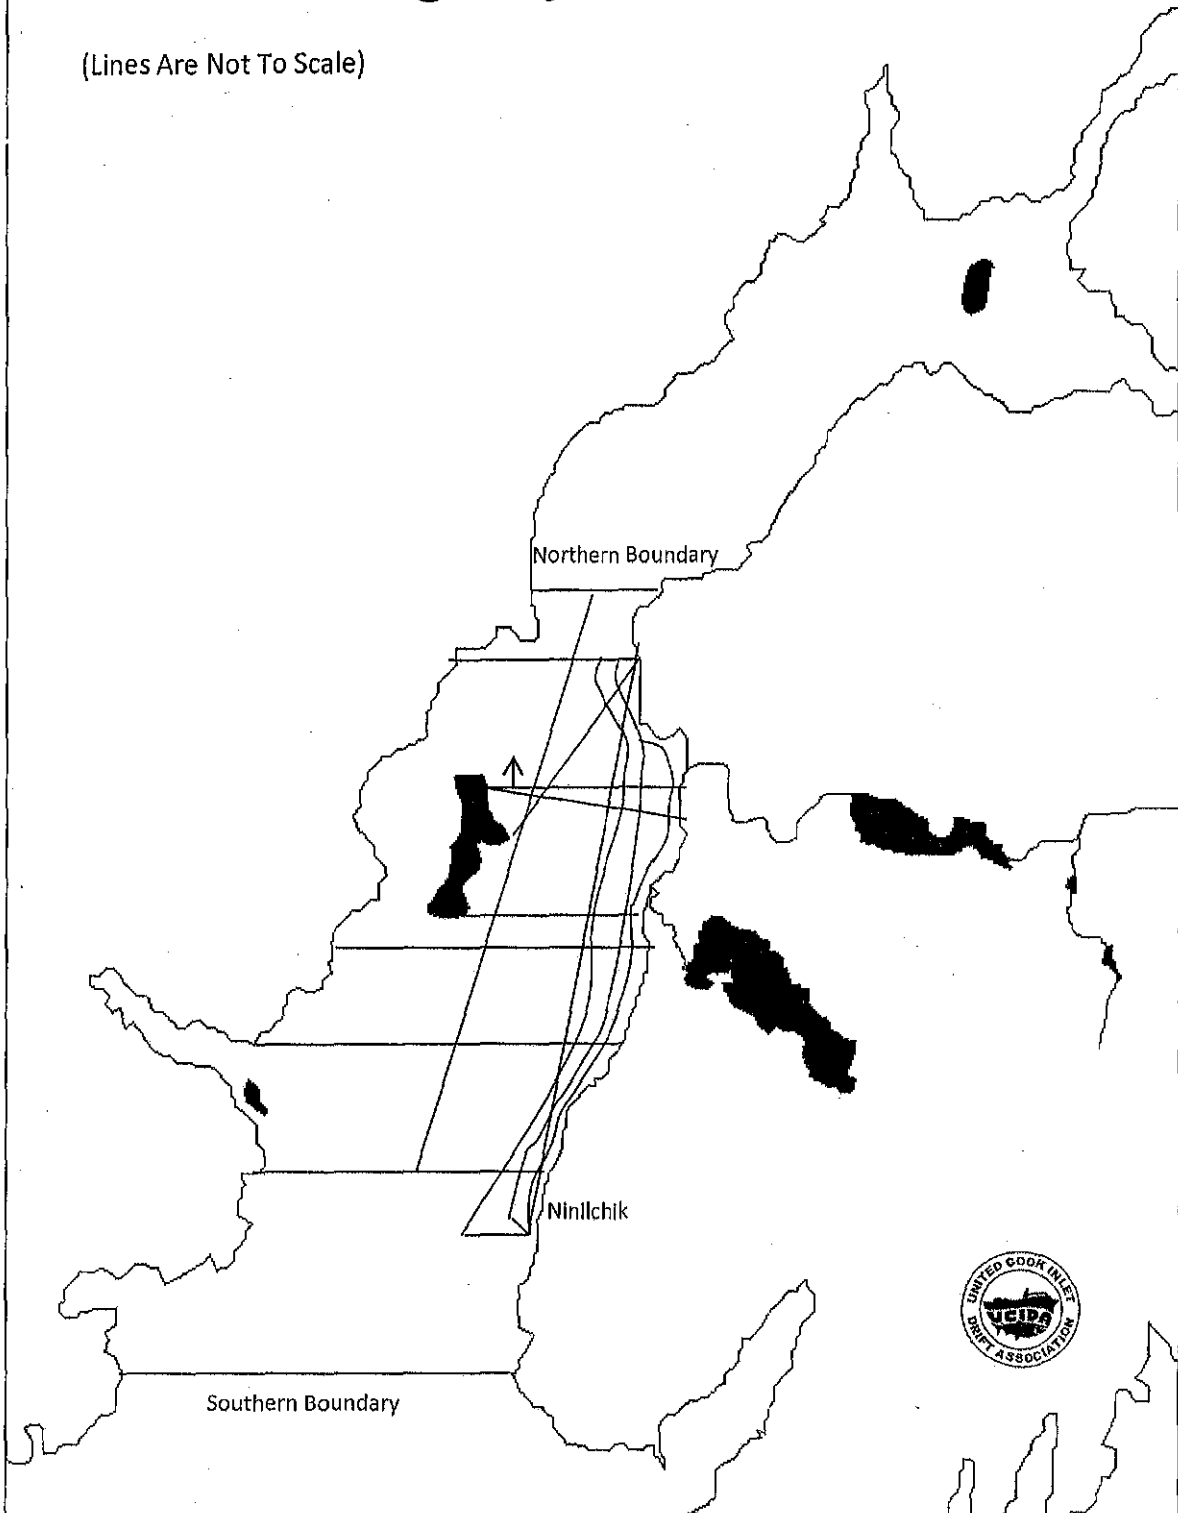 (Lines Are Not To Scale)
Northern Boundary
Ninilchik
UNITED COOK INLET
UCIDA
DRIFT ASSOCIATION
Southern Boundary